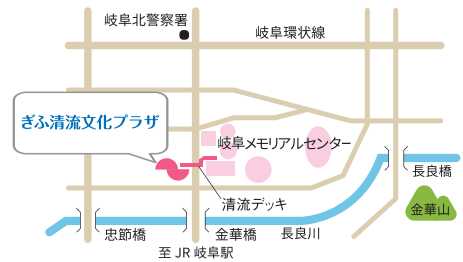 岐阜北警察署
岐阜環状線
ぎふ清流文化プラザ
岐阜メモリアルセンター
長良橋
清流デッキ
金華山
忠節橋
金華橋
長良川
至 JR 岐阜駅